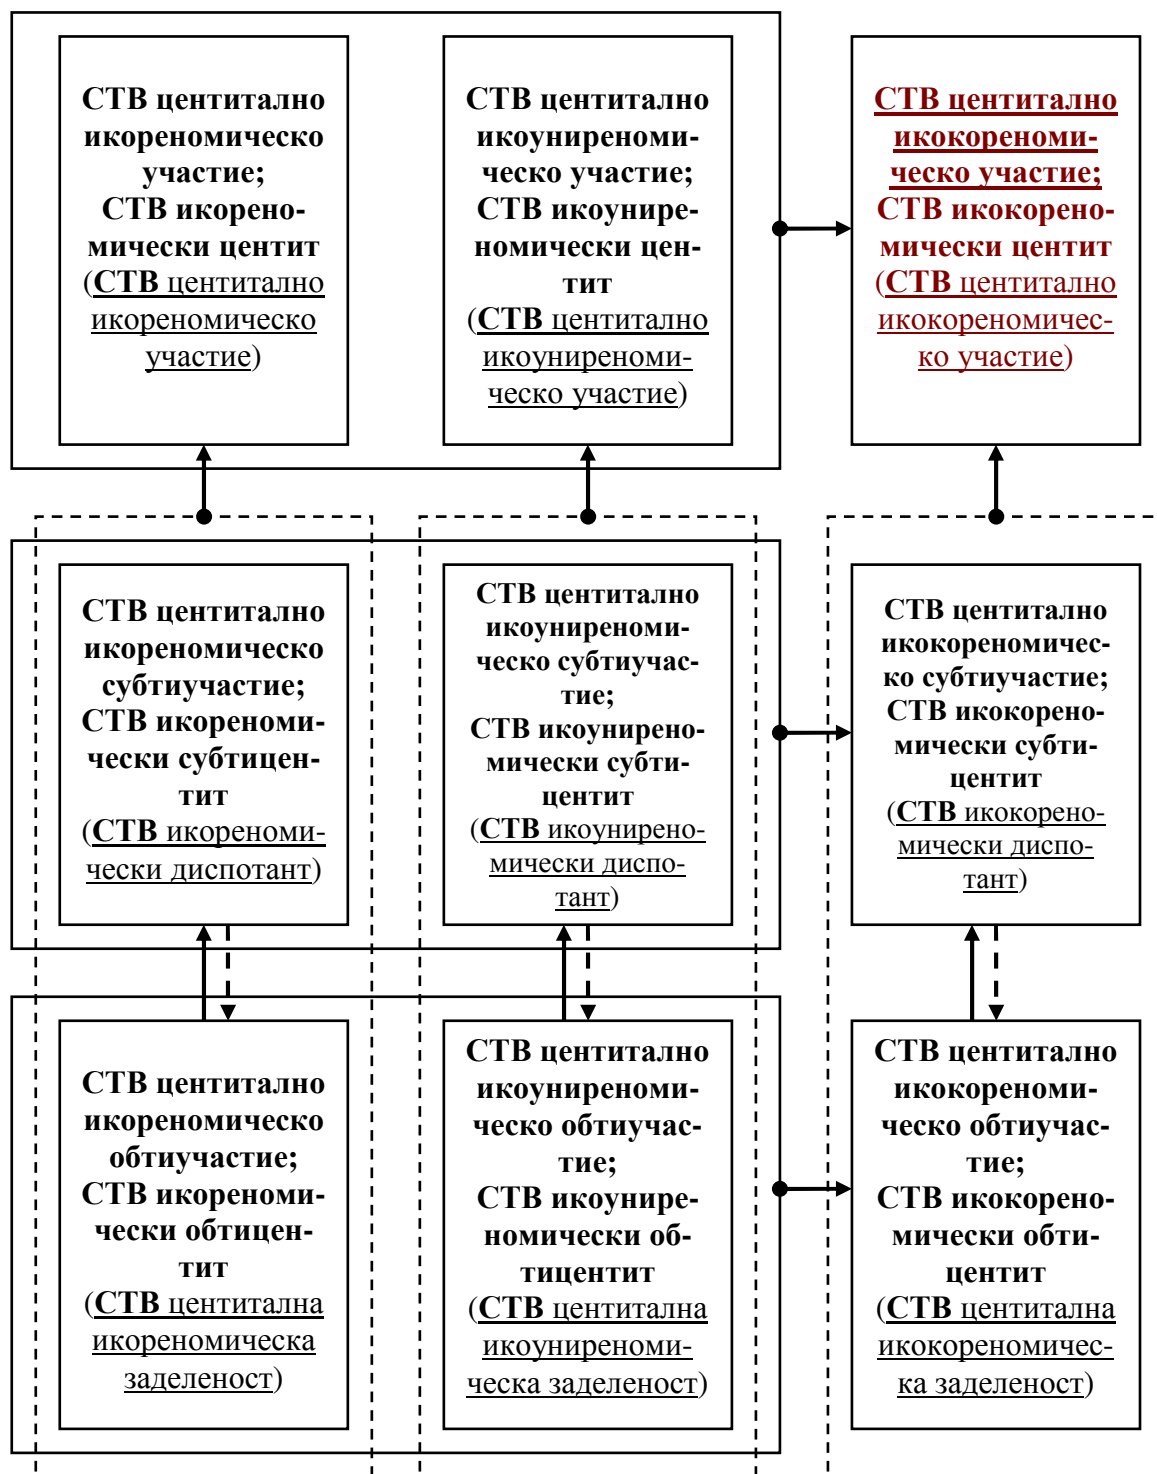 СТВ центитално
икореномическо
участие;
СТВ икорено-
мически центит
(СТВ центитално
икореномическо
участие)
СТВ центитално
икоуниреноми-
ческо участие;
СТВ икоунире-
номически цен-
тит
(СТВ центитално
икоуниреноми-
ческо участие)
СТВ центитално
икокореноми-
ческо участие;
СТВ икокорено-
мически центит
(СТВ центитално
икокореномичес-
ко участие)
СТВ центитално
икореномическо
субтиучастие;
СТВ икореноми-
чески субтицен-
тит
(СТВ икореноми-
чески диспотант)
СТВ центитално
икоуниреноми-
ческо субтиучас-
тие;
СТВ икоунирено-
мически субти-
центит
(СТВ икоунирено-
мически диспо-
тант)
СТВ центитално
икокореномичес-
ко субтиучастие;
СТВ икокорено-
мически субти-
центит
(СТВ икокорено-
мически диспо-
тант)
СТВ центитално
икореномическо
обтиучастие;
СТВ икореноми-
чески обтицен-
тит
(СТВ центитална
икореномическа
заделеност)
СТВ центитално
икоуниреноми-
ческо обтиучас-
тие;
СТВ икоунире-
номически об-
тицентит
(СТВ центитална
икоуниреноми-
ческа заделеност)
СТВ центитално
икокореноми-
ческо обтиучас-
тие;
СТВ икокорено-
мически обти-
центит
(СТВ центитална
икокореномичес-
ка заделеност)